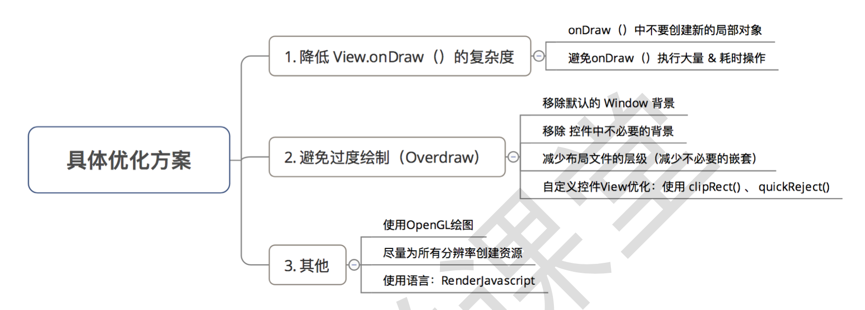 具体优化方案
1. 降低 View.onDraw（）的复杂度
onDraw（）中不要创建新的局部对象
避免onDraw（）执行大量 & 耗时操作
2. 避免过度绘制（Overdraw）
移除默认的 Window 背景
移除 控件中不必要的背景
减少布局文件的层级（减少不必要的嵌套）
自定义控件View优化：使用 clipRect() 、 quickReject()
3. 其他
使用OpenGL绘图
尽量为所有分辨率创建资源
使用语言：RenderJavascript
课堂